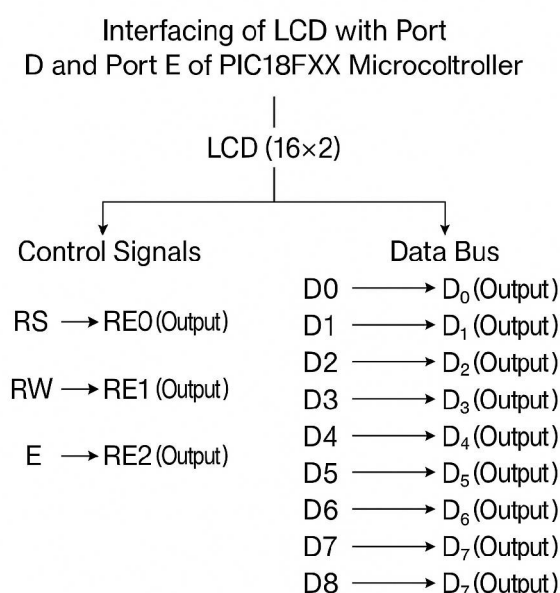 Interfacing of LCD with Port
D and Port E of PIC18FXX Microcoltroller
LCD (16×2)
Control Signals
RS → RE0 (Output)
RW → RE1 (Output)
E → RE2 (Output)
Data Bus
D0 → D₀ (Output)
D1 → D₁ (Output)
D2 → D₂ (Output)
D3 → D₃ (Output)
D4 → D₄ (Output)
D5 → D₅ (Output)
D6 → D₆ (Output)
D7 → D₇ (Output)
D8 → D₇ (Output)